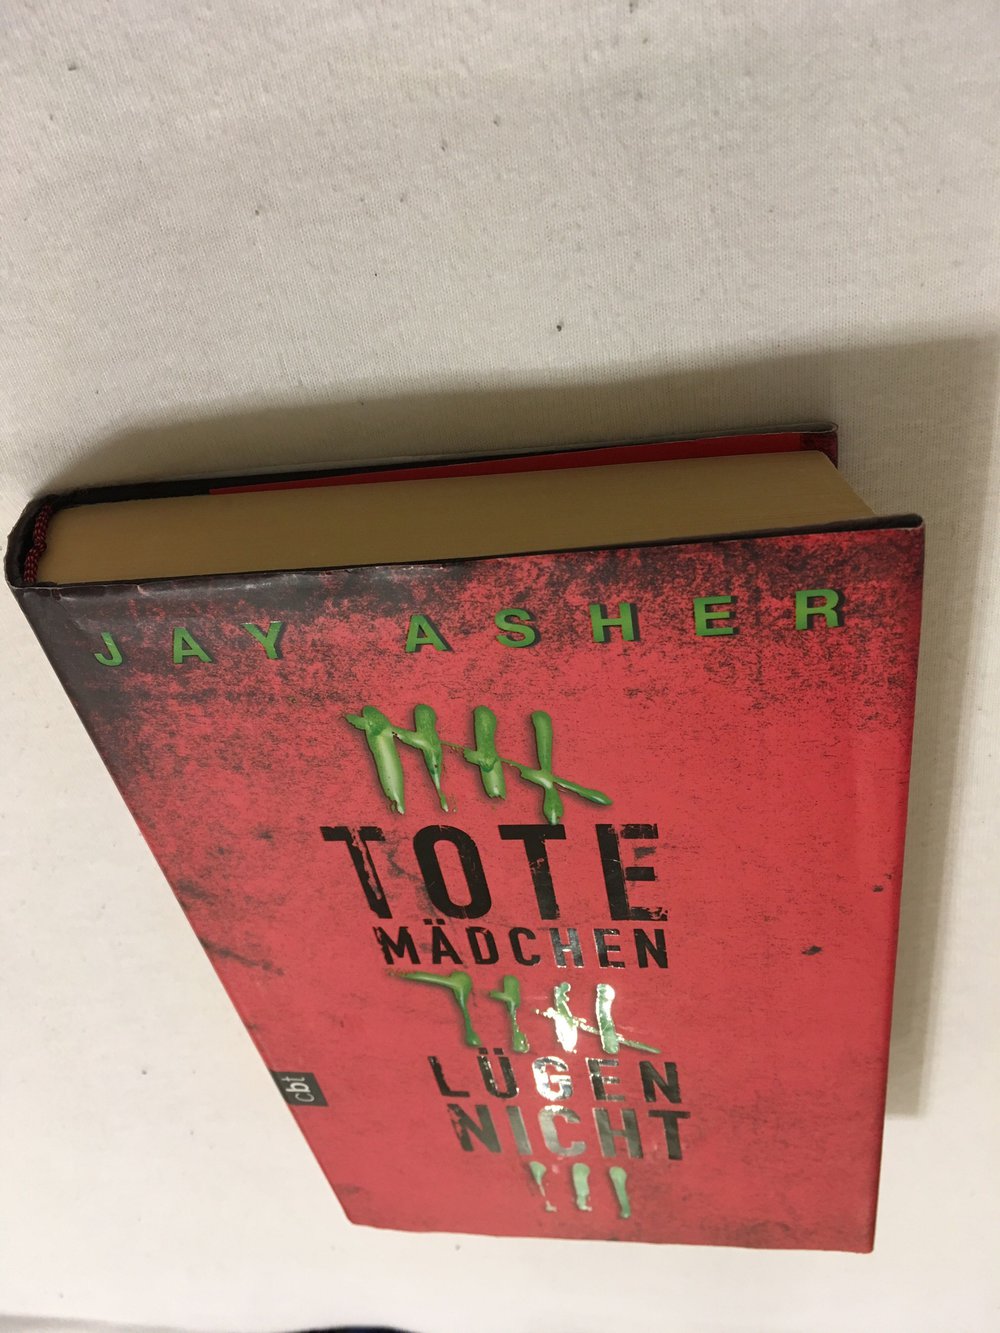 JAY ASHER
TOTE
MÄDCHEN
LÜGEN
NICHT
cbt